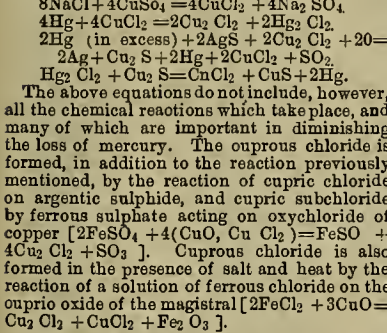 8NaCl+4CuSo₄=4CuCl₂+4Na₂ SO₄.
4Hg+4CuCl₂=2Cu₂ Cl₂ +2Hg₂ Cl₂.
2Hg (in excess)+2AgS + 2Cu₂ Cl₂ +20=
2Ag+Cu₂ S+2Hg+2CuCl₂+SO₂.
Hg₂ Cl₂ +Cu₂ S=CnCl₂ +CuS+2Hg.
The above equations do not include, however,
all the chemical reactions which take place, and
many of which are important in diminishing
the loss of mercury. The cuprous chloride is
formed, in addition to the reaction previously
mentioned, by the reaction of cupric chloride
on argentic sulphide, and cupric subchloride
by ferrous sulphate acting on oxychloride of
copper [2FeSO₄ +4(CuO, Cu Cl₂ )=FeSO +
4Cu₂ Cl₂ +SO₃ ]. Cuprous chloride is also
formed in the presence of salt and heat by the
reaction of a solution of ferrous chloride on the
cuprio oxide of the magistral [2FeCl₂ +3CuO=
Cu₂ Cl₂ +CuCl₂ +Fe₂ O₃ ].